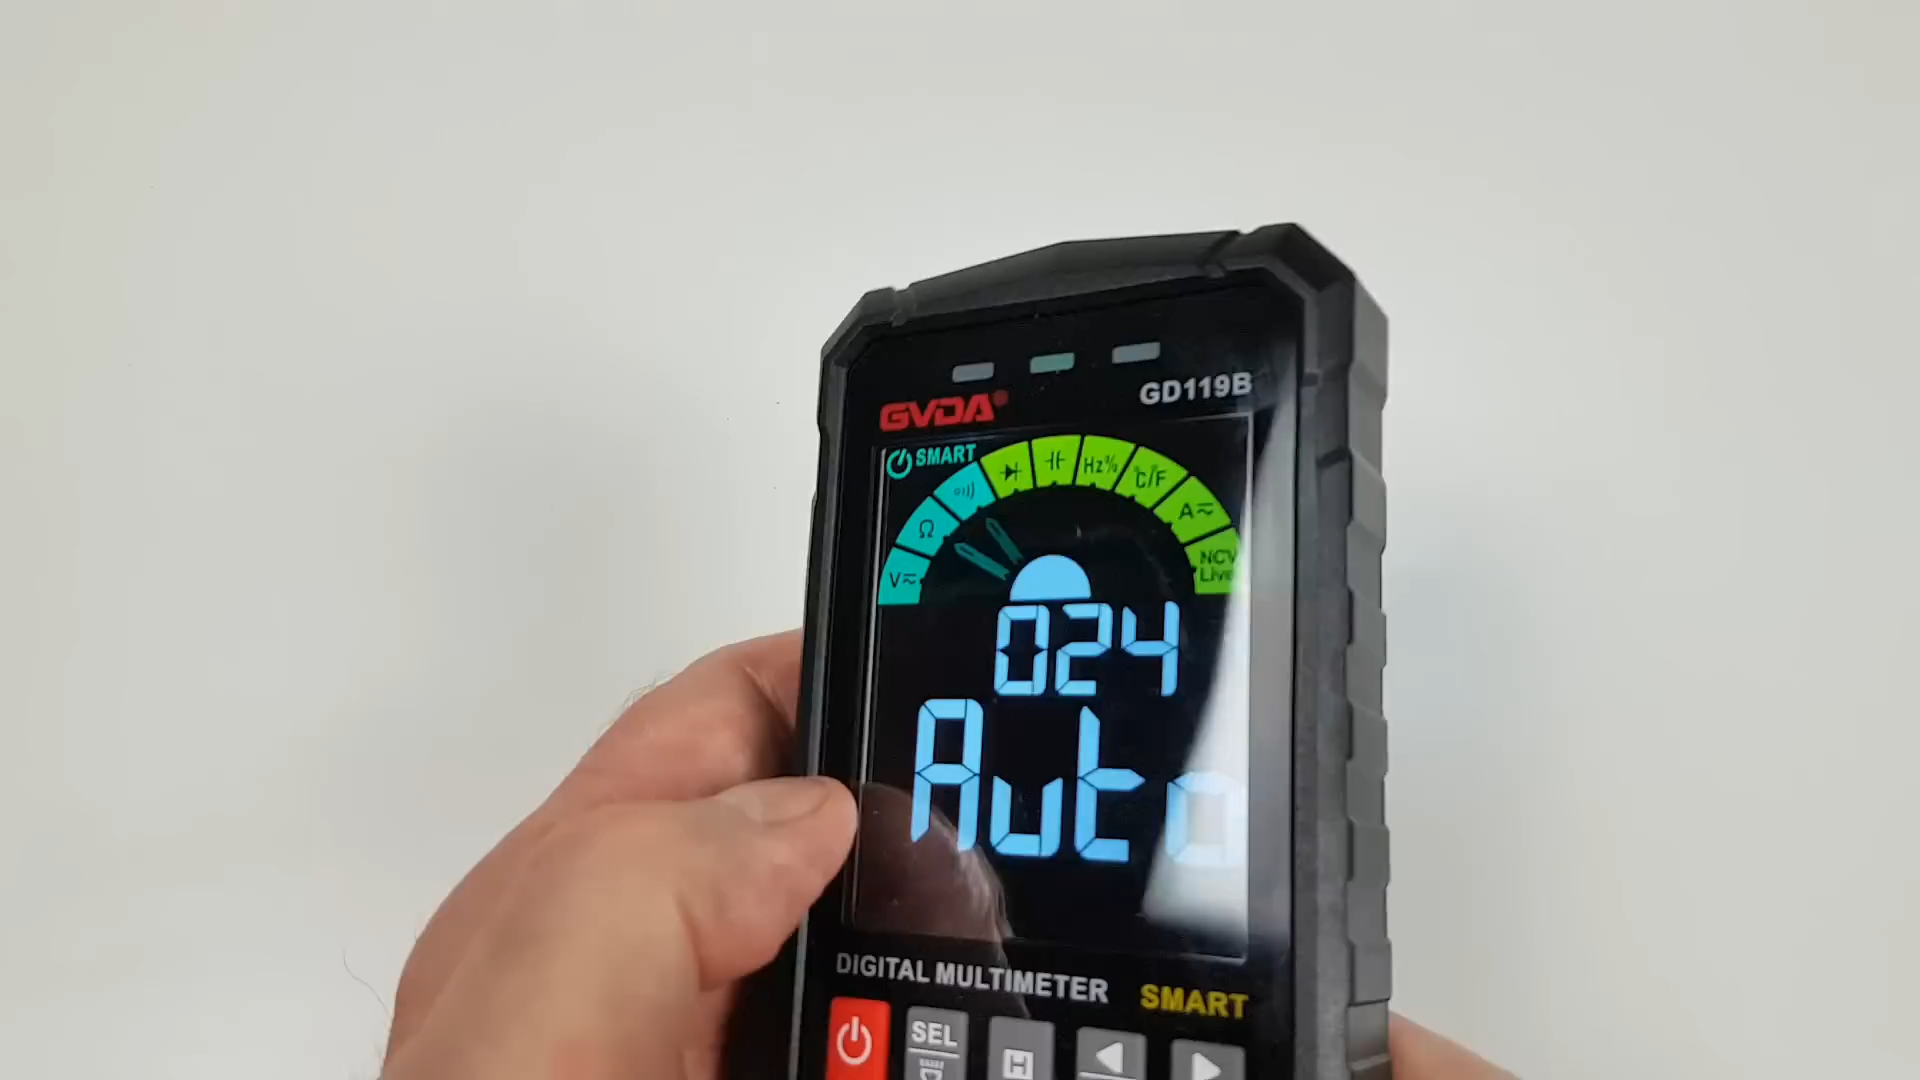 GD119B
GVDA
SMART
V Ω Hz% °C/F A NCV Live
024
Auto
DIGITAL MULTIMETER SMART
SEL H